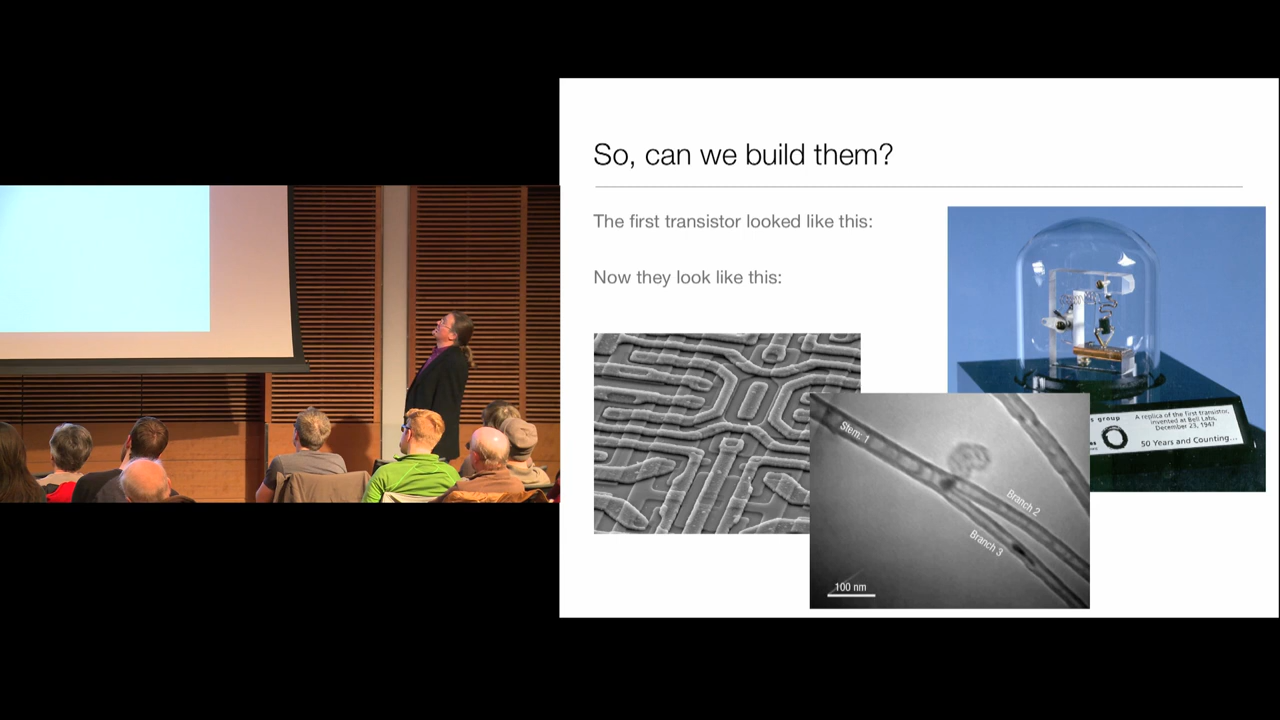 So, can we build them?
The first transistor looked like this:
Now they look like this:
s group
A replica of the first transistor,
invented at Bell Labs,
December 23, 1947
50 Years and Counting...
Stem: 1
Branch 2
Branch 3
100 nm